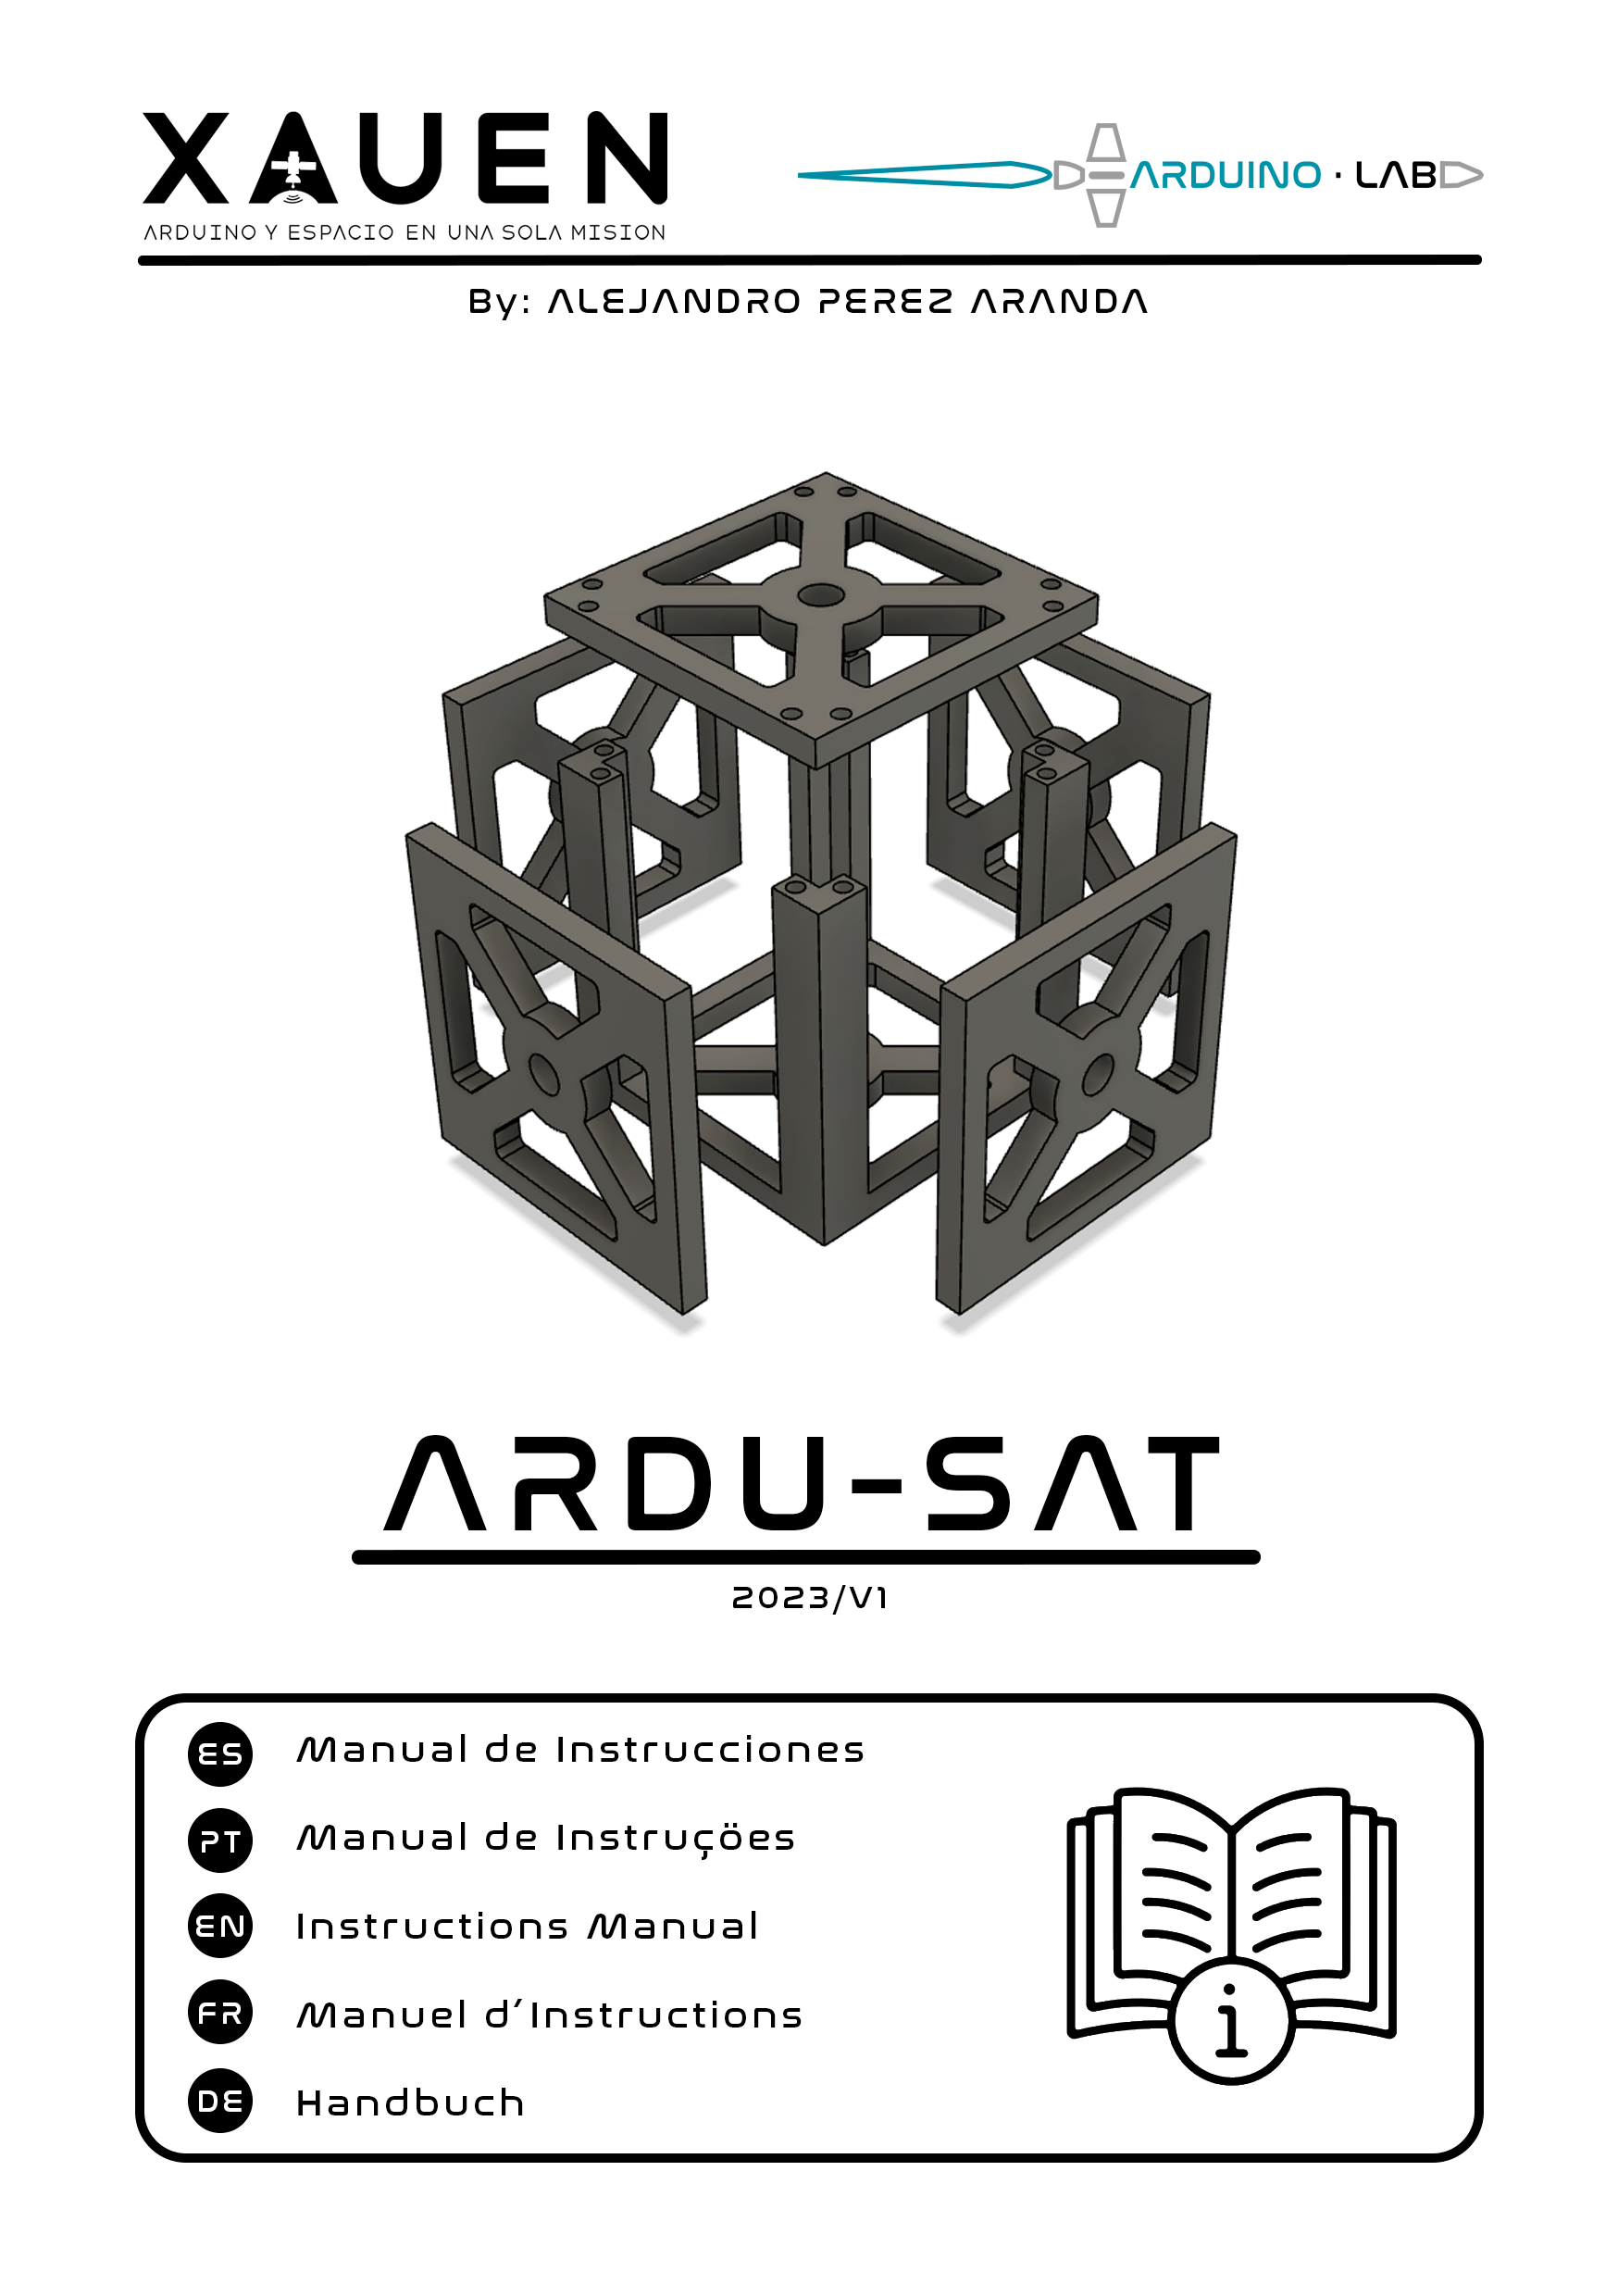 XAUEN
ARDUINO Y ESPACIO EN UNA SOLA MISION
ARDUINO · LAB
By: ALEJANDRO PEREZ ARANDA
ARDU-SAT
2023/V1
ES Manual de Instrucciones
PT Manual de Instruçöes
EN Instructions Manual
FR Manuel d´Instructions
DE Handbuch
i